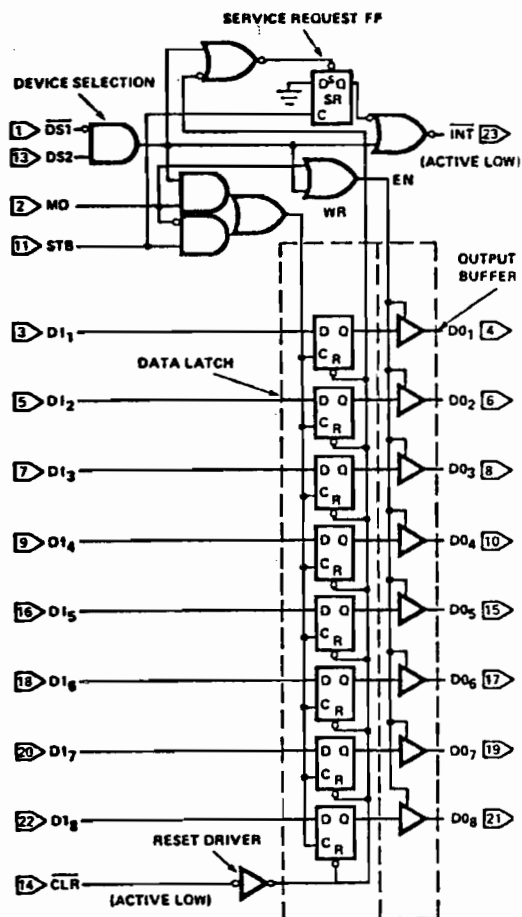 SERVICE REQUEST FF
DEVICE SELECTION
D S Q
SR
C
1 DS1
13 DS2
INT 23
(ACTIVE LOW)
EN
2 MD
WR
11 STB
OUTPUT
BUFFER
3 DI1 D Q C R DO1 4
DATA LATCH
5 DI2 D Q C R DO2 6
7 DI3 D Q C R DO3 8
9 DI4 D Q C R DO4 10
16 DI5 D Q C R DO5 15
18 DI6 D Q C R DO6 17
20 DI7 D Q C R DO7 19
22 DI8 D Q C R DO8 21
RESET DRIVER
14 CLR
(ACTIVE LOW)